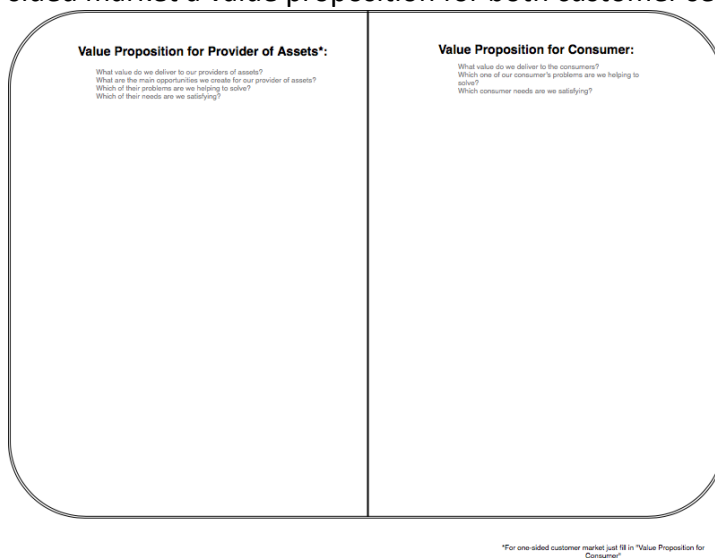 sided market a value proposition for both customer
Value Proposition for Provider of Assets*:
What value do we deliver to our providers of assets?
What are the main opportunities we create for our provider of assets?
Which of their problems are we helping to
solve?
Which of their needs are we satisfying?
Value Proposition for Consumer:
What value do we deliver to the consumers?
Which one of our consumer's problems are we helping to
solve?
Which consumer needs are we satisfying?
*For one-sided customer market just fill in "Value Proposition for
Consumer"